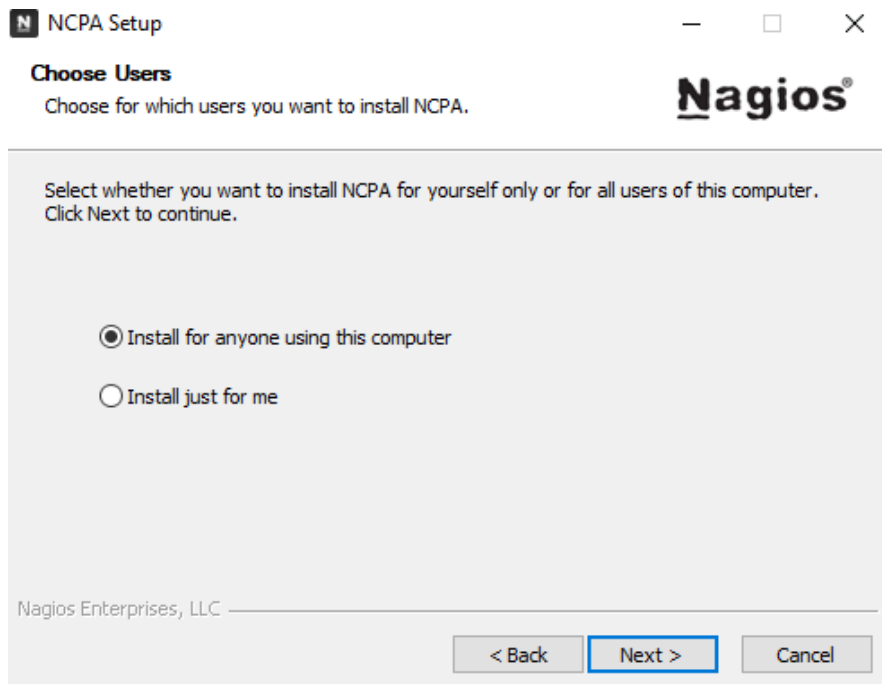 N NCPA Setup
Choose Users
Choose for which users you want to install NCPA.
Nagios®
Select whether you want to install NCPA for yourself only or for all users of this computer.
Click Next to continue.
Install for anyone using this computer
Install just for me
Nagios Enterprises, LLC
< Back Next > Cancel